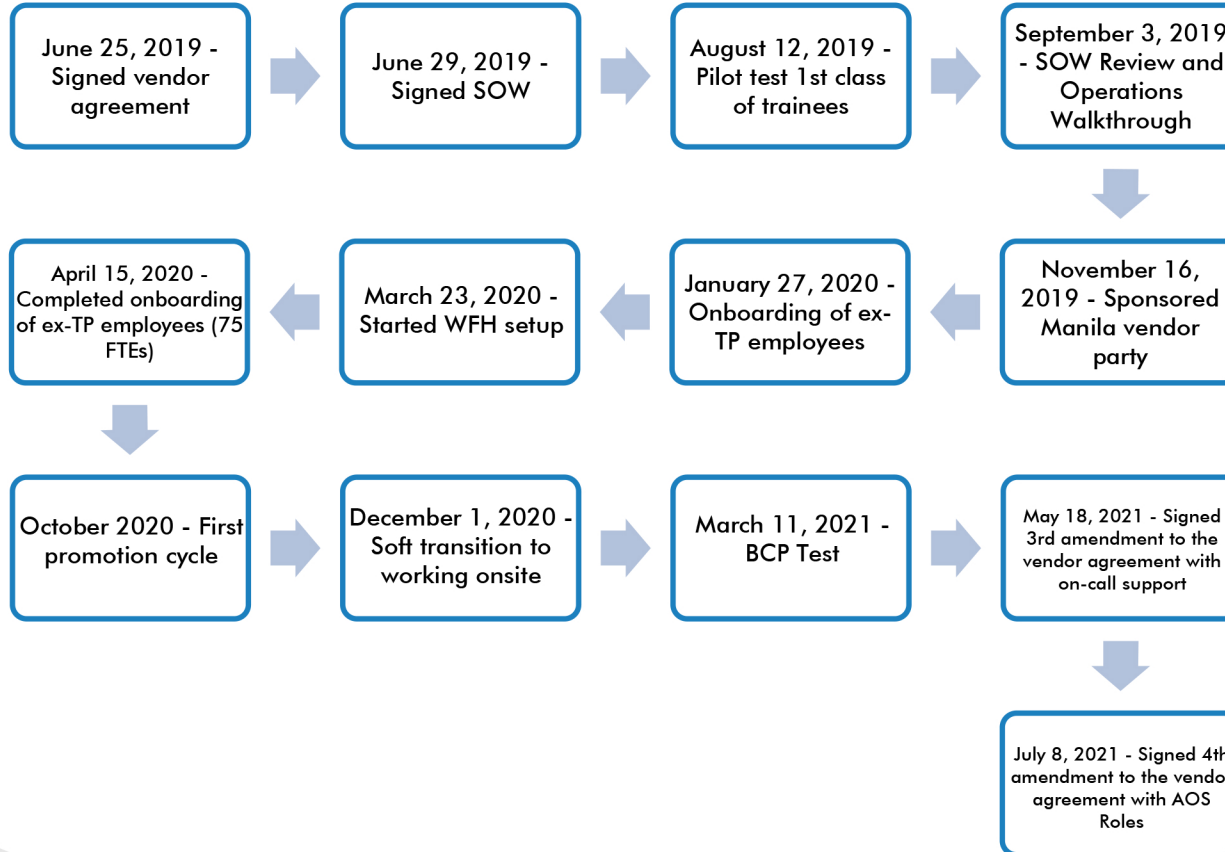 June 25, 2019 -
Signed vendor
agreement
June 29, 2019 -
Signed SOW
August 12, 2019 -
Pilot test 1st class
of trainees
September 3, 2019
- SOW Review and
Operations
Walkthrough
November 16,
2019 - Sponsored
Manila vendor
party
January 27, 2020 -
Onboarding of ex-
TP employees
March 23, 2020 -
Started WFH setup
April 15, 2020 -
Completed onboarding
of ex-TP employees (75
FTEs)
October 2020 - First
promotion cycle
December 1, 2020 -
Soft transition to
working onsite
March 11, 2021 -
BCP Test
May 18, 2021 - Signed
3rd amendment to the
vendor agreement with
on-call support
July 8, 2021 - Signed 4th
amendment to the vendor
agreement with AOS
Roles